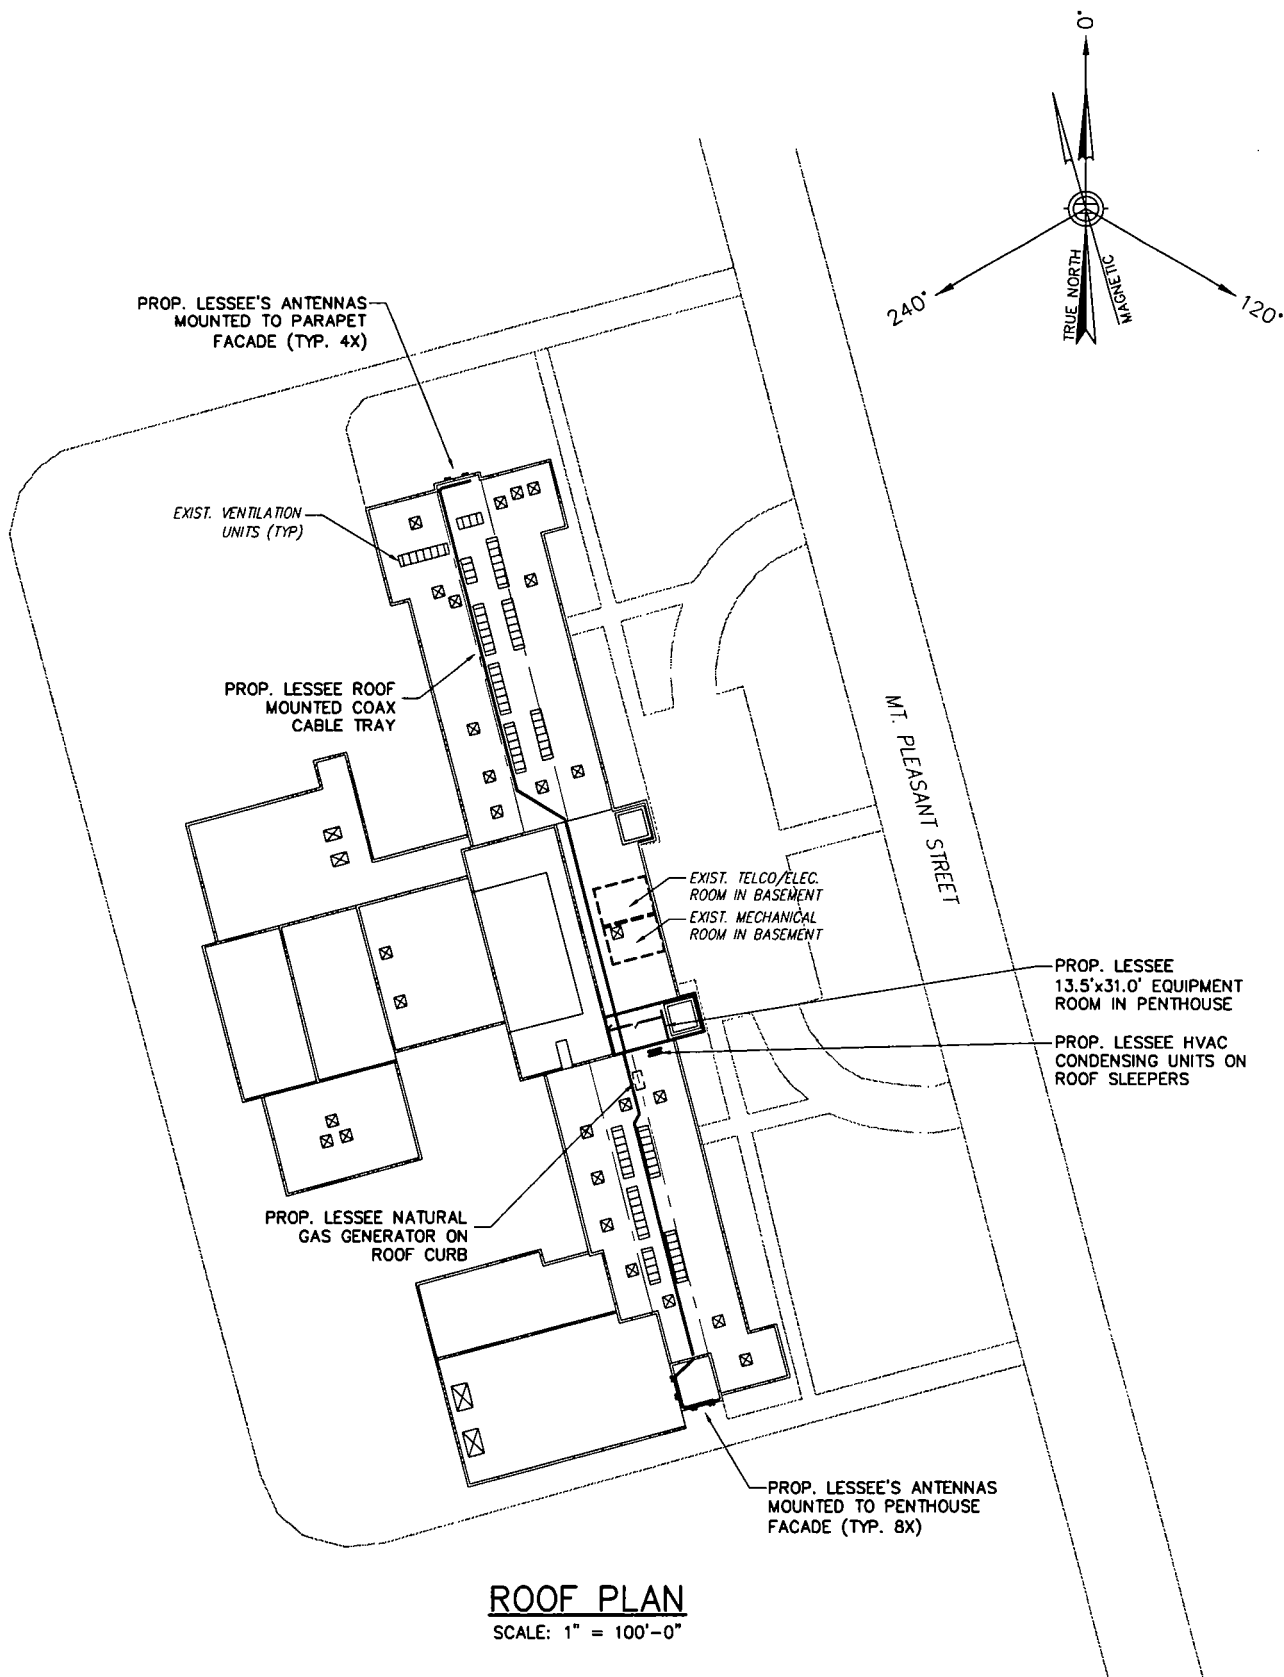 0°
240°
120°
TRUE NORTH
MAGNETIC
PROP. LESSEE'S ANTENNAS
MOUNTED TO PARAPET
FACADE (TYP. 4X)
EXIST. VENTILATION
UNITS (TYP)
PROP. LESSEE ROOF
MOUNTED COAX
CABLE TRAY
MT. PLEASANT STREET
EXIST. TELCO/ELEC.
ROOM IN BASEMENT
EXIST. MECHANICAL
ROOM IN BASEMENT
PROP. LESSEE
13.5'x31.0' EQUIPMENT
ROOM IN PENTHOUSE
PROP. LESSEE HVAC
CONDENSING UNITS ON
ROOF SLEEPERS
PROP. LESSEE NATURAL
GAS GENERATOR ON
ROOF CURB
PROP. LESSEE'S ANTENNAS
MOUNTED TO PENTHOUSE
FACADE (TYP. 8X)
ROOF PLAN
SCALE: 1" = 100'-0"